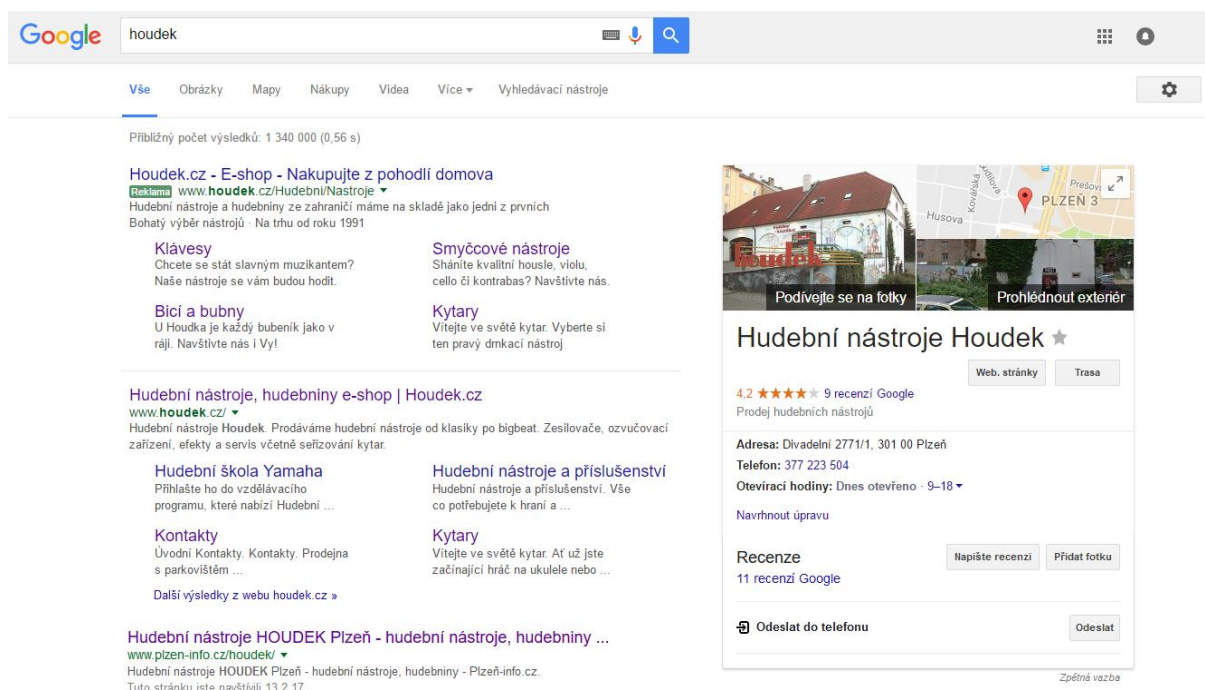 Google
houdek
Vše Obrázky Mapy Nákupy Videa Více Vyhledávací nástroje
Přibližný počet výsledků: 1 340 000 (0,56 s)
Houdek.cz - E-shop - Nakupujte z pohodlí domova
Reklama www.houdek.cz/Hudebni/Nastroje
Hudební nástroje a hudebniny ze zahraničí máme na skladě jako jedni z prvních
Bohatý výběr nástrojů · Na trhu od roku 1991
Klávesy
Chcete se stát slavným muzikantem?
Naše nástroje se vám budou hodit.
Smyčcové nástroje
Sháníte kvalitní housle, violu,
cello či kontrabas? Navštivte nás.
Bicí a bubny
U Houdka je každý bubeník jako v
ráji. Navštivte nás i Vy!
Kytary
Vítejte ve světě kytar. Vyberte si
ten pravý drnkací nástroj
Hudební nástroje, hudebniny e-shop | Houdek.cz
www.houdek.cz/
Hudební nástroje Houdek. Prodáváme hudební nástroje od klasiky po bigbeat. Zesilovače, ozvučovací
zařízení, efekty a servis včetně seřizování kytar.
Hudební škola Yamaha
Přihlašte ho do vzdělávacího
programu, které nabízí Hudební ...
Hudební nástroje a příslušenství
Hudební nástroje a příslušenství. Vše
co potřebujete k hraní a ...
Kontakty
Úvodní Kontakty. Kontakty. Prodejna
s parkovištěm ...
Kytary
Vítejte ve světě kytar. Ať už jste
začínající hráč na ukulele nebo ...
Další výsledky z webu houdek.cz »
Hudební nástroje HOUDEK Plzeň - hudební nástroje, hudebniny ...
www.plzen-info.cz/houdek/
Hudební nástroje HOUDEK Plzeň - hudební nástroje, hudebniny - Plzeň-info.cz.
Tuto stránku jste navštívili 13.2.17.
houdek
Podívejte se na fotky
Husova
Kovářská
PLZEŇ 3
Prohlédnout exteriér
Hudební nástroje Houdek
Web. stránky Trasa
4,2 9 recenzí Google
Prodej hudebních nástrojů
Adresa: Divadelní 2771/1, 301 00 Plzeň
Telefon: 377 223 504
Otevírací hodiny: Dnes otevřeno · 9–18
Navrhnout úpravu
Recenze
Napište recenzi Přidat fotku
11 recenzí Google
Odeslat do telefonu
Odeslat
Zpětná vazba